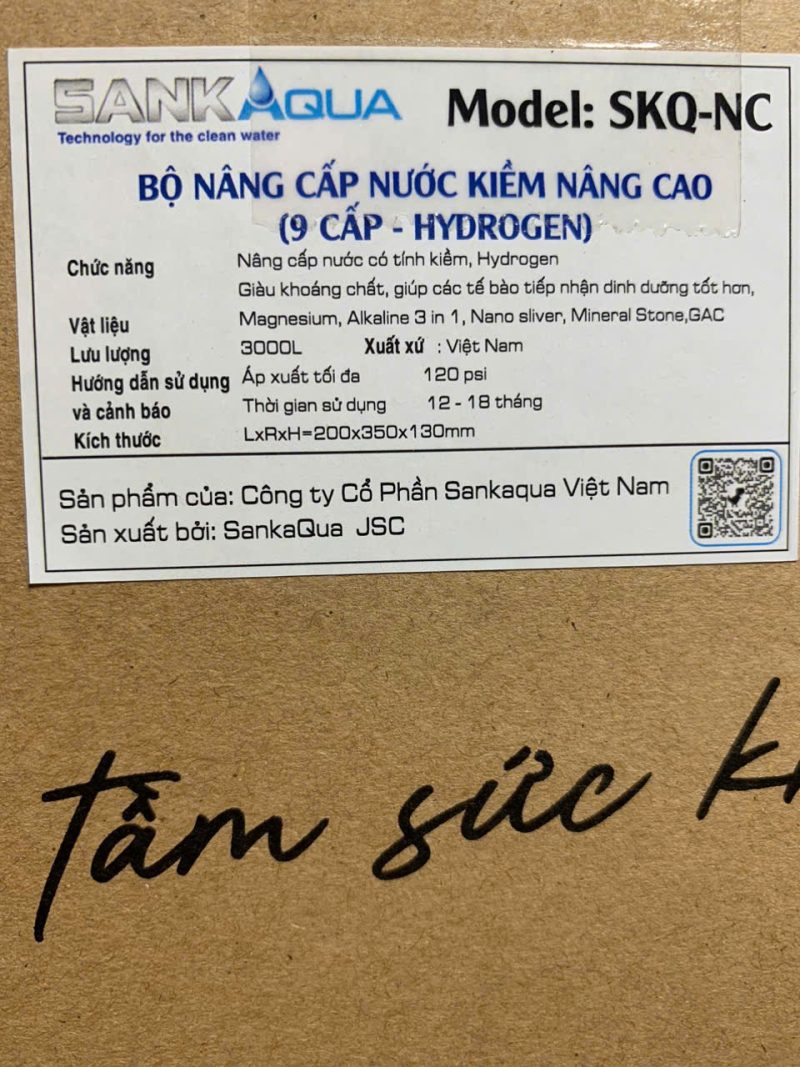 SANKAQUA
Technology for the clean water
Model: SKQ-NC
BỘ NÂNG CẤP NƯỚC KIỀM NÂNG CAO
(9 CẤP - HYDROGEN)
Chức năng Nâng cấp nước có tính kiềm, Hydrogen
Giàu khoáng chất, giúp các tế bào tiếp nhận dinh dưỡng tốt hơn,
Vật liệu Magnesium, Alkaline 3 in 1, Nano sliver, Mineral Stone,GAC
Lưu lượng 3000L Xuất xứ : Việt Nam
Hướng dẫn sử dụng Áp xuất tối đa 120 psi
và cảnh báo Thời gian sử dụng 12 - 18 tháng
Kích thước LxRxH=200x350x130mm
Sản phẩm của: Công ty Cổ Phần Sankaqua Việt Nam
Sản xuất bởi: SankaQua JSC
tầm sức